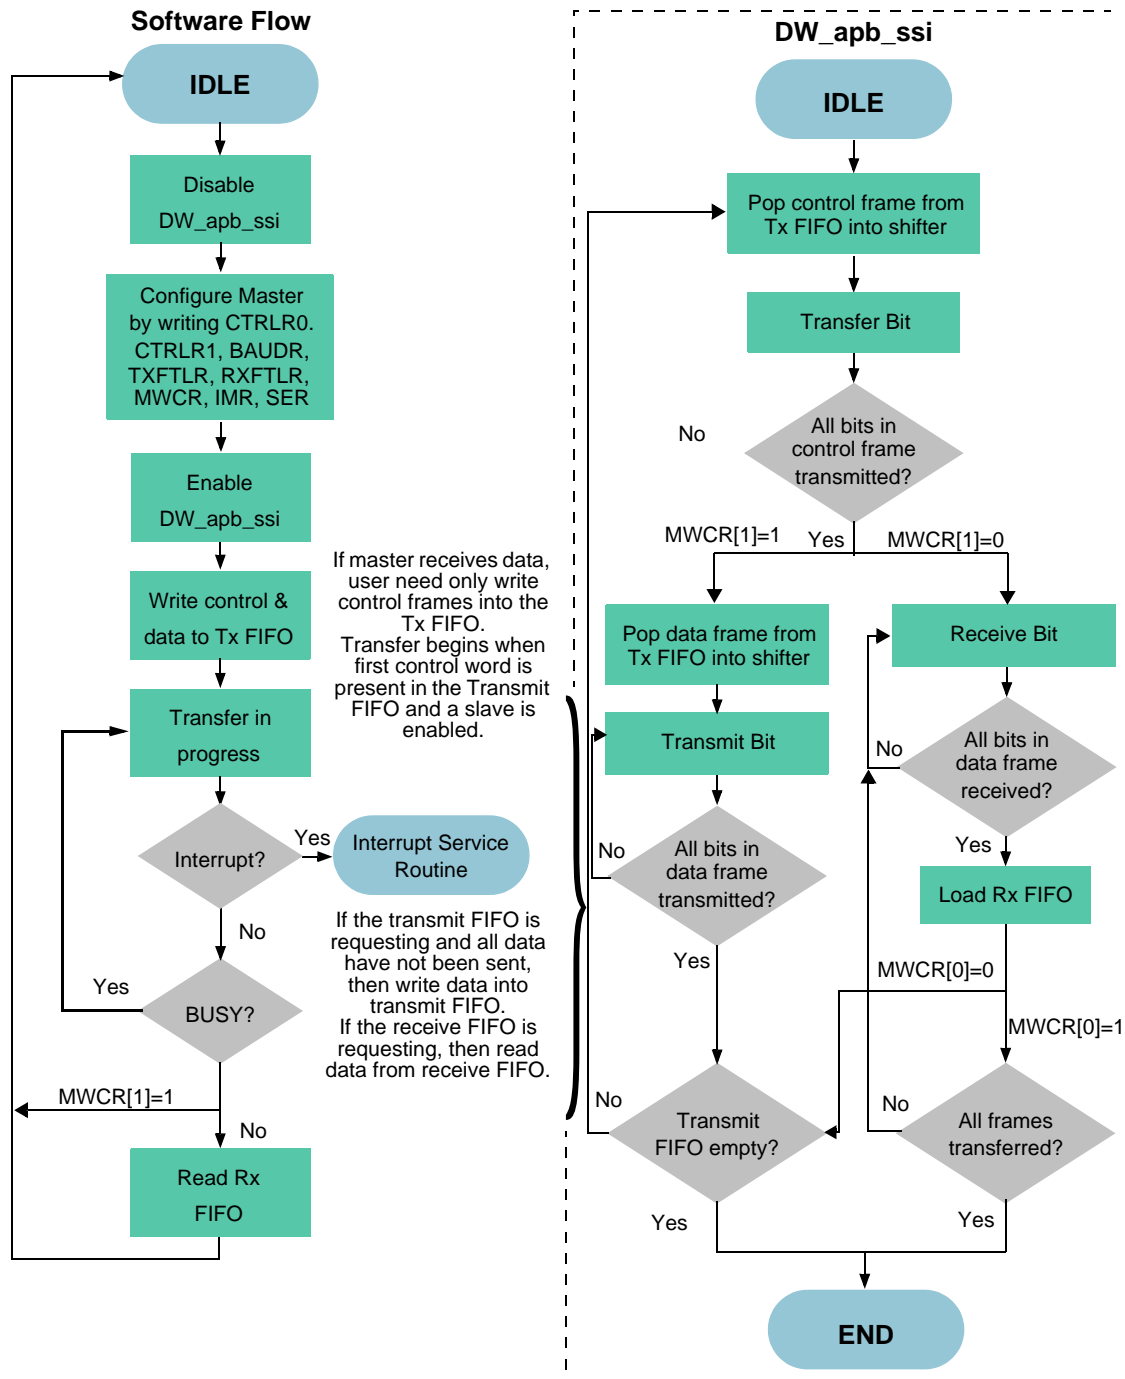 Software Flow
IDLE
Disable
DW_apb_ssi
Configure Master
by writing CTRLR0.
CTRLR1, BAUDR,
TXFTLR, RXFTLR,
MWCR, IMR, SER
Enable
DW_apb_ssi
Write control &
data to Tx FIFO
If master receives data,
user need only write
control frames into the
Tx FIFO.
Transfer begins when
first control word is
present in the Transmit
FIFO and a slave is
enabled.
Transfer in
progress
Interrupt?
Yes
Interrupt Service
Routine
No
If the transmit FIFO is
requesting and all data
have not been sent,
then write data into
transmit FIFO.
If the receive FIFO is
requesting, then read
data from receive FIFO.
Yes
BUSY?
MWCR[1]=1
No
Read Rx
FIFO
DW_apb_ssi
IDLE
Pop control frame from
Tx FIFO into shifter
Transfer Bit
No
All bits in
control frame
transmitted?
MWCR[1]=1
Yes
MWCR[1]=0
Pop data frame from
Tx FIFO into shifter
Transmit Bit
No
All bits in
data frame
transmitted?
Yes
Receive Bit
No
All bits in
data frame
received?
Yes
Load Rx FIFO
MWCR[0]=0
MWCR[0]=1
No
Transmit
FIFO empty?
Yes
No
All frames
transferred?
Yes
END